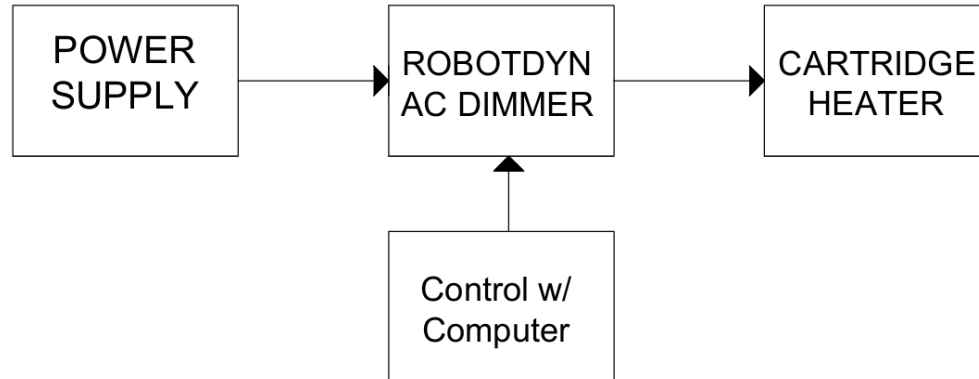 POWER
SUPPLY
ROBOTDYN
AC DIMMER
CARTRIDGE
HEATER
Control w/
Computer